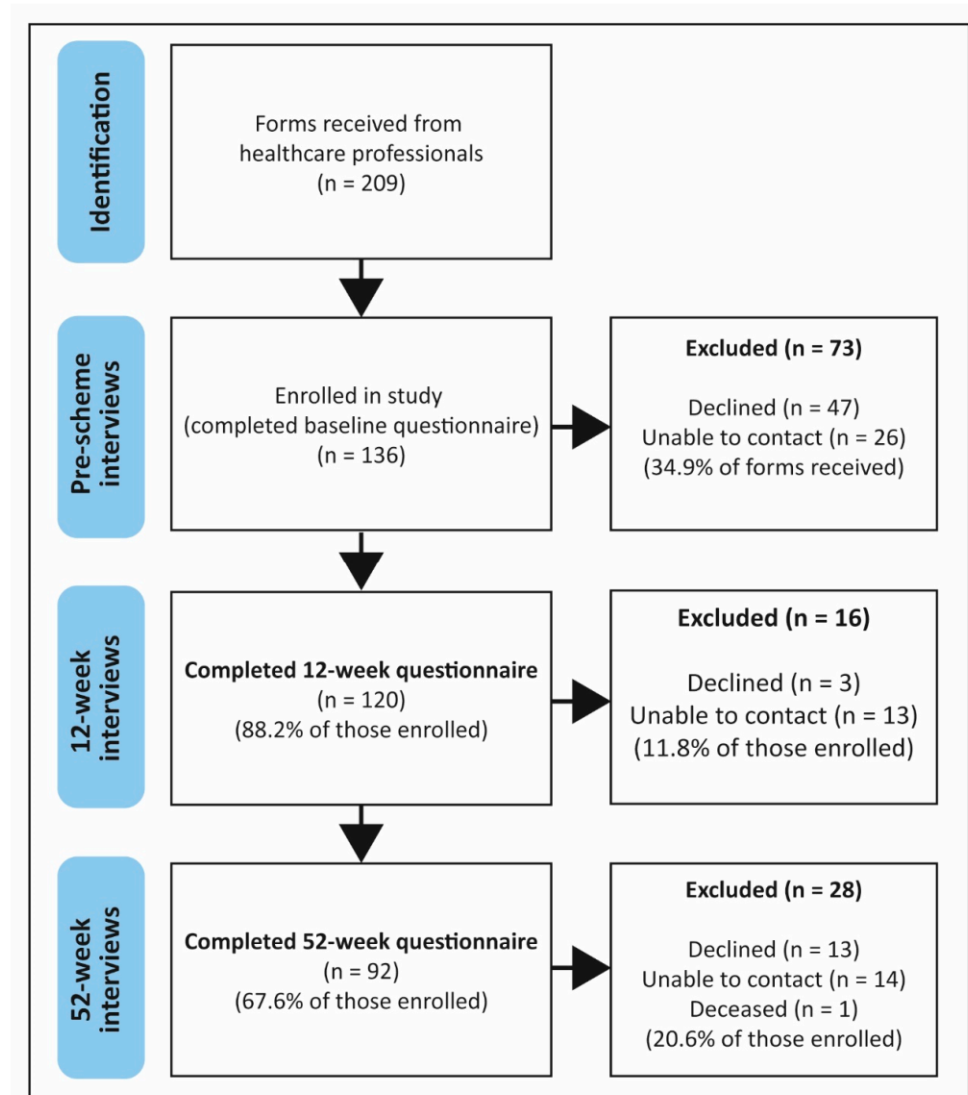 Identification
Forms received from
healthcare professionals
(n = 209)
Pre-scheme
interviews
Enrolled in study
(completed baseline questionnaire)
(n = 136)
Excluded (n = 73)
Declined (n = 47)
Unable to contact (n = 26)
(34.9% of forms received)
12-week
interviews
Completed 12-week questionnaire
(n = 120)
(88.2% of those enrolled)
Excluded (n = 16)
Declined (n = 3)
Unable to contact (n = 13)
(11.8% of those enrolled)
52-week
interviews
Completed 52-week questionnaire
(n = 92)
(67.6% of those enrolled)
Excluded (n = 28)
Declined (n = 13)
Unable to contact (n = 14)
Deceased (n = 1)
(20.6% of those enrolled)